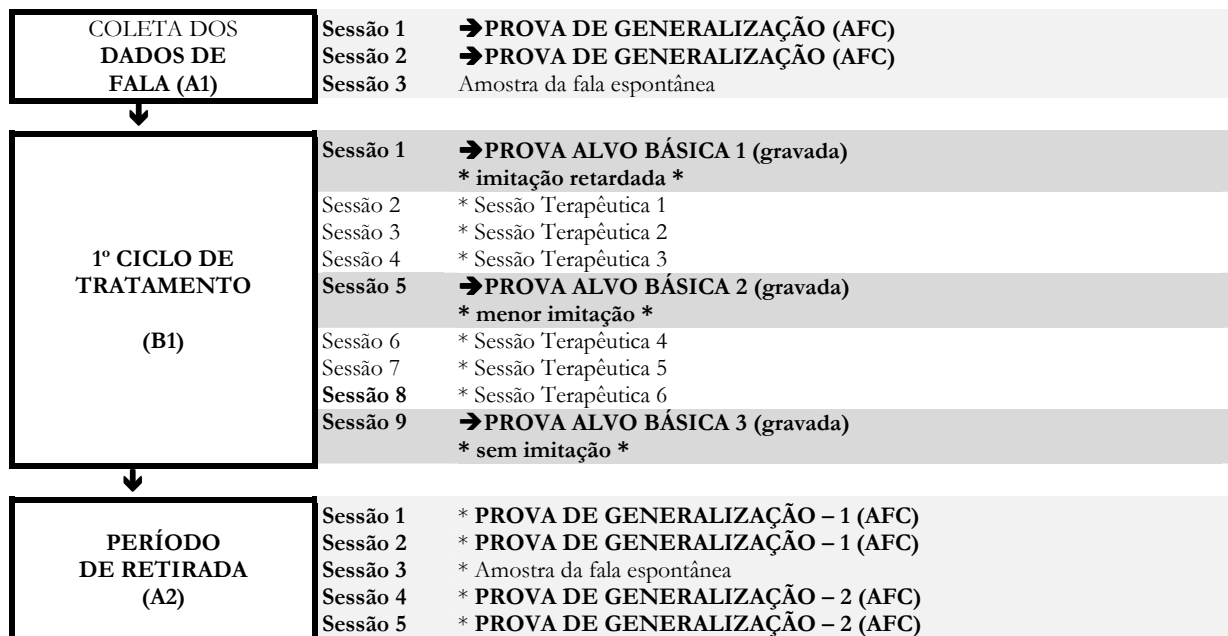 COLETA DOS
DADOS DE
FALA (A1)
Sessão 1 ➔PROVA DE GENERALIZAÇÃO (AFC)
Sessão 2 ➔PROVA DE GENERALIZAÇÃO (AFC)
Sessão 3 Amostra da fala espontânea
1º CICLO DE
TRATAMENTO
(B1)
Sessão 1 ➔PROVA ALVO BÁSICA 1 (gravada)
* imitação retardada *
Sessão 2 * Sessão Terapêutica 1
Sessão 3 * Sessão Terapêutica 2
Sessão 4 * Sessão Terapêutica 3
Sessão 5 ➔PROVA ALVO BÁSICA 2 (gravada)
* menor imitação *
Sessão 6 * Sessão Terapêutica 4
Sessão 7 * Sessão Terapêutica 5
Sessão 8 * Sessão Terapêutica 6
Sessão 9 ➔PROVA ALVO BÁSICA 3 (gravada)
* sem imitação *
PERÍODO
DE RETIRADA
(A2)
Sessão 1 * PROVA DE GENERALIZAÇÃO – 1 (AFC)
Sessão 2 * PROVA DE GENERALIZAÇÃO – 1 (AFC)
Sessão 3 * Amostra da fala espontânea
Sessão 4 * PROVA DE GENERALIZAÇÃO – 2 (AFC)
Sessão 5 * PROVA DE GENERALIZAÇÃO – 2 (AFC)